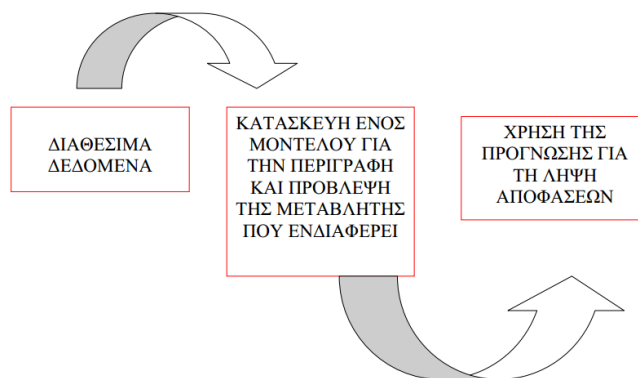 ΔΙΑΘΕΣΙΜΑ
ΔΕΔΟΜΕΝΑ
ΚΑΤΑΣΚΕΥΗ ΕΝΟΣ
ΜΟΝΤΕΛΟΥ ΓΙΑ
ΤΗΝ ΠΕΡΙΓΡΑΦΗ
ΚΑΙ ΠΡΟΒΛΕΨΗ
ΤΗΣ ΜΕΤΑΒΛΗΤΗΣ
ΠΟΥ ΕΝΔΙΑΦΕΡΕΙ
ΧΡΗΣΗ ΤΗΣ
ΠΡΟΓΝΩΣΗΣ ΓΙΑ
ΤΗ ΛΗΨΗ
ΑΠΟΦΑΣΕΩΝ